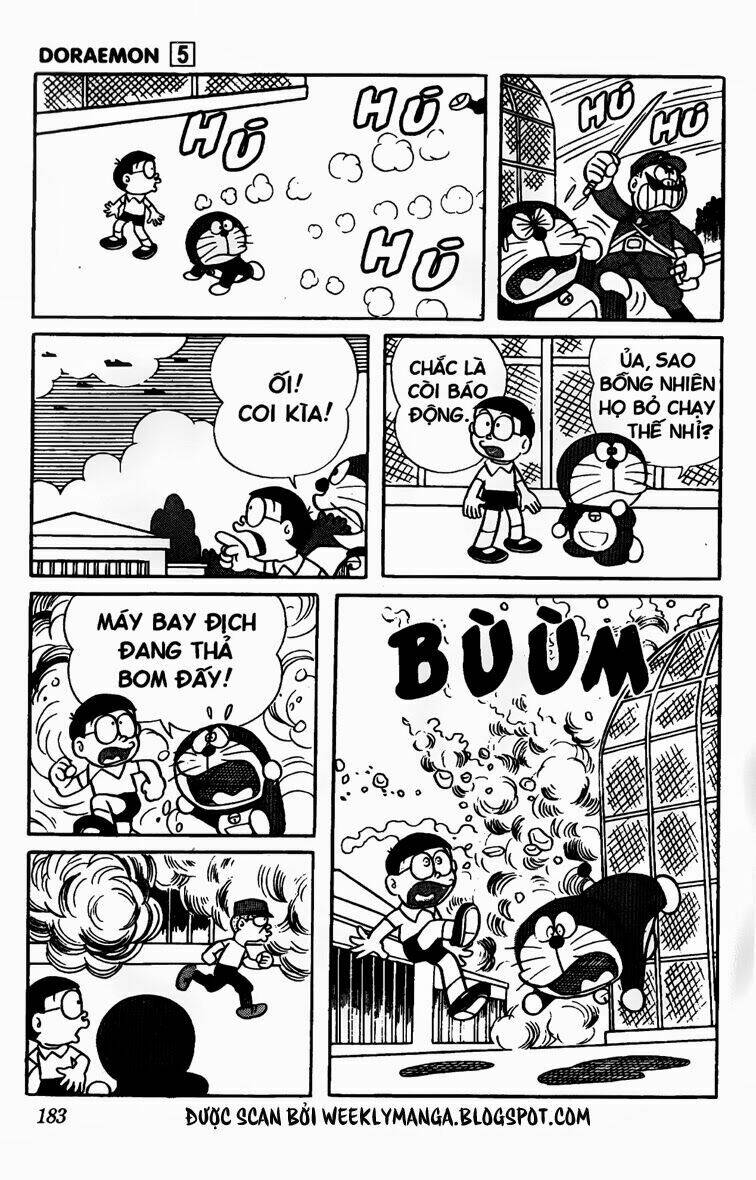 DORAEMON 5
HÚ
HÚ
HÚ
HÚ
HÚ
ỦA, SAO
BỖNG NHIÊN
HỌ BỎ CHẠY
THẾ NHỈ?
CHẮC LÀ
CÒI BÁO
ĐỘNG.
ỐI!
COI KÌA!
BÙÙM
MÁY BAY ĐỊCH
ĐANG THẢ
BOM ĐẤY!
183
ĐƯỢC SCAN BỞI WEEKLYMANGA.BLOGSPOT.COM